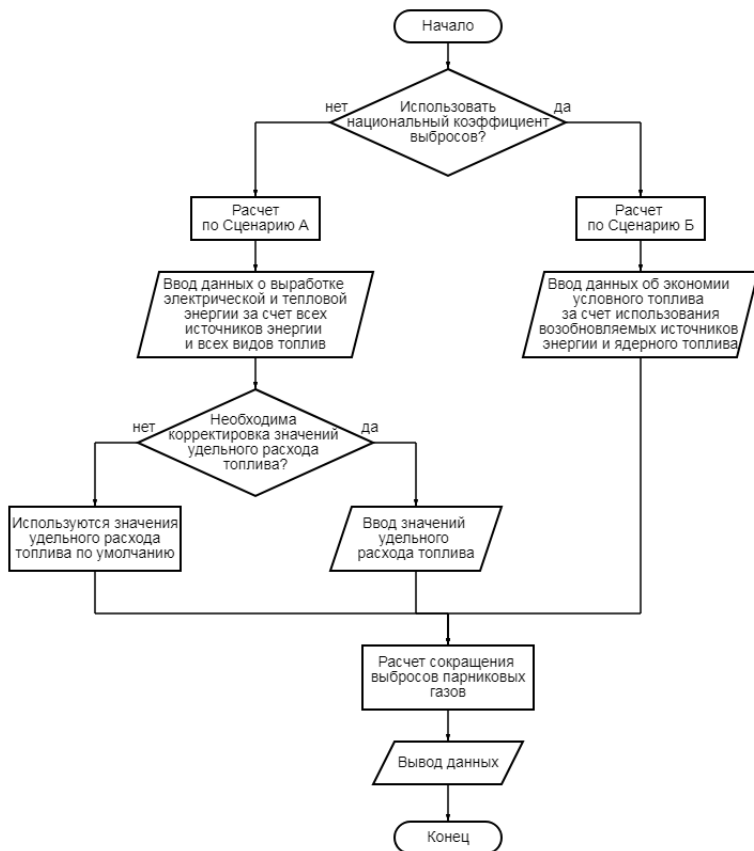 Начало
нет
Использовать
национальный коэффициент
выбросов?
да
Расчет
по Сценарию А
Расчет
по Сценарию Б
Ввод данных о выработке
электрической и тепловой
энергии за счет всех
источников энергии
и всех видов топлив
Ввод данных об экономии
условного топлива
за счет использования
возобновляемых источников
энергии и ядерного топлива
нет
Необходима
корректировка значений
удельного расхода
топлива?
да
Используются значения
удельного расхода
топлива по умолчанию
Ввод значений
удельного
расхода топлива
Расчет сокращения
выбросов парниковых
газов
Вывод данных
Конец